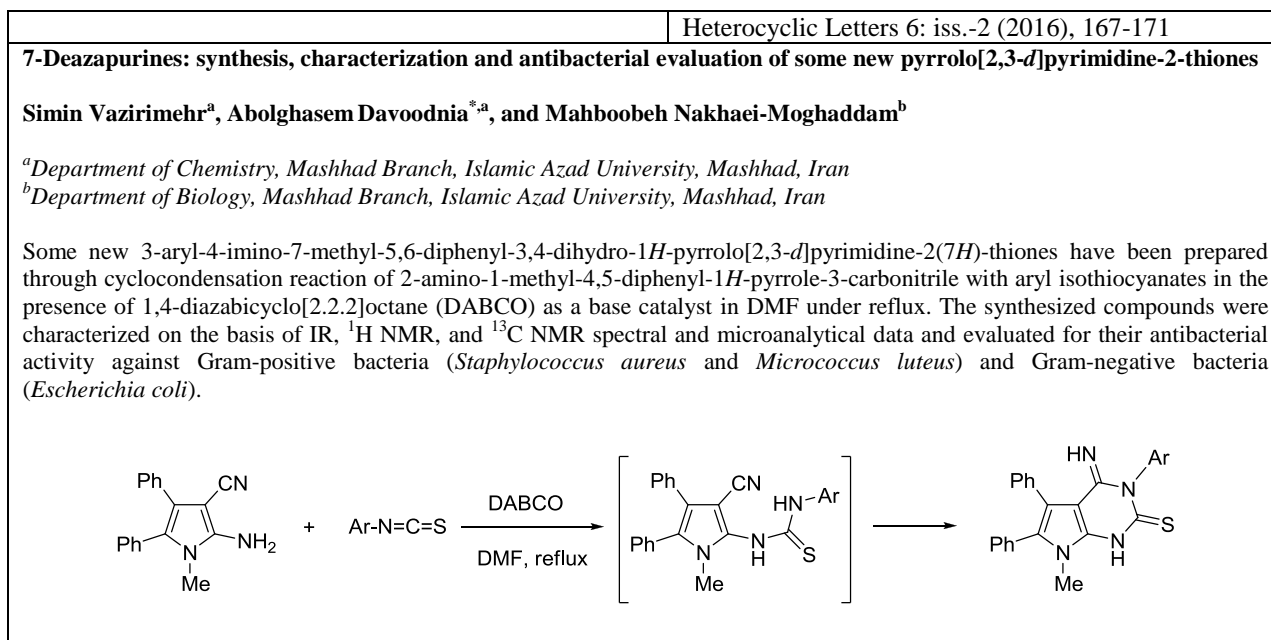 Heterocyclic Letters 6: iss.-2 (2016), 167-171
7-Deazapurines: synthesis, characterization and antibacterial evaluation of some new pyrrolo[2,3-d]pyrimidine-2-thiones
Simin Vazirimehrᵃ, Abolghasem Davoodnia*,ᵃ, and Mahboobeh Nakhaei-Moghaddamᵇ
ᵃDepartment of Chemistry, Mashhad Branch, Islamic Azad University, Mashhad, Iran
ᵇDepartment of Biology, Mashhad Branch, Islamic Azad University, Mashhad, Iran
Some new 3-aryl-4-imino-7-methyl-5,6-diphenyl-3,4-dihydro-1H-pyrrolo[2,3-d]pyrimidine-2(7H)-thiones have been prepared
through cyclocondensation reaction of 2-amino-1-methyl-4,5-diphenyl-1H-pyrrole-3-carbonitrile with aryl isothiocyanates in the
presence of 1,4-diazabicyclo[2.2.2]octane (DABCO) as a base catalyst in DMF under reflux. The synthesized compounds were
characterized on the basis of IR, ¹H NMR, and ¹³C NMR spectral and microanalytical data and evaluated for their antibacterial
activity against Gram-positive bacteria (Staphylococcus aureus and Micrococcus luteus) and Gram-negative bacteria
(Escherichia coli).
Ph
CN
Ph
N
NH₂
Me
+
Ar-N=C=S
DABCO
DMF, reflux
Ph
CN
HN-Ar
Ph
N
N
H
S
Me
HN
Ar
Ph
N
S
Ph
N
N
H
Me